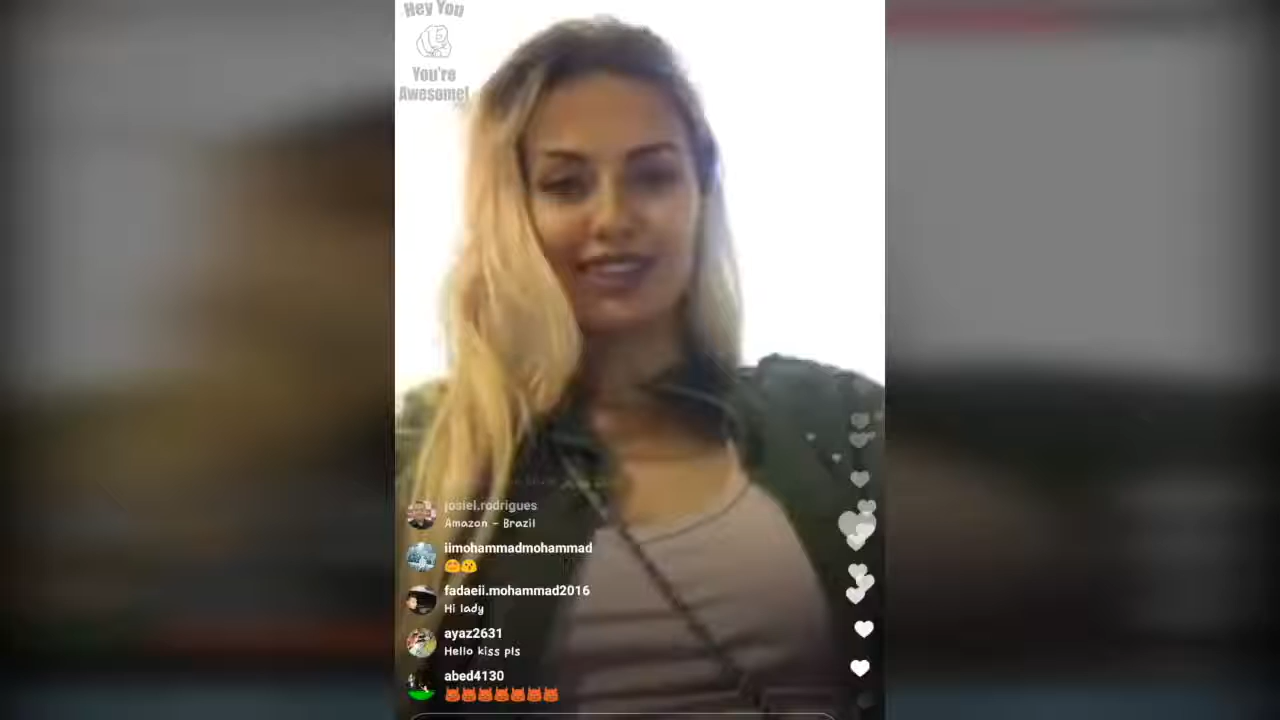 Hey You
You're
Awesome!
josiel.rodrigues
Amazon - Brazil
iimohammadmohammad
fadaeii.mohammad2016
Hi lady
ayaz2631
Hello kiss pls
abed4130